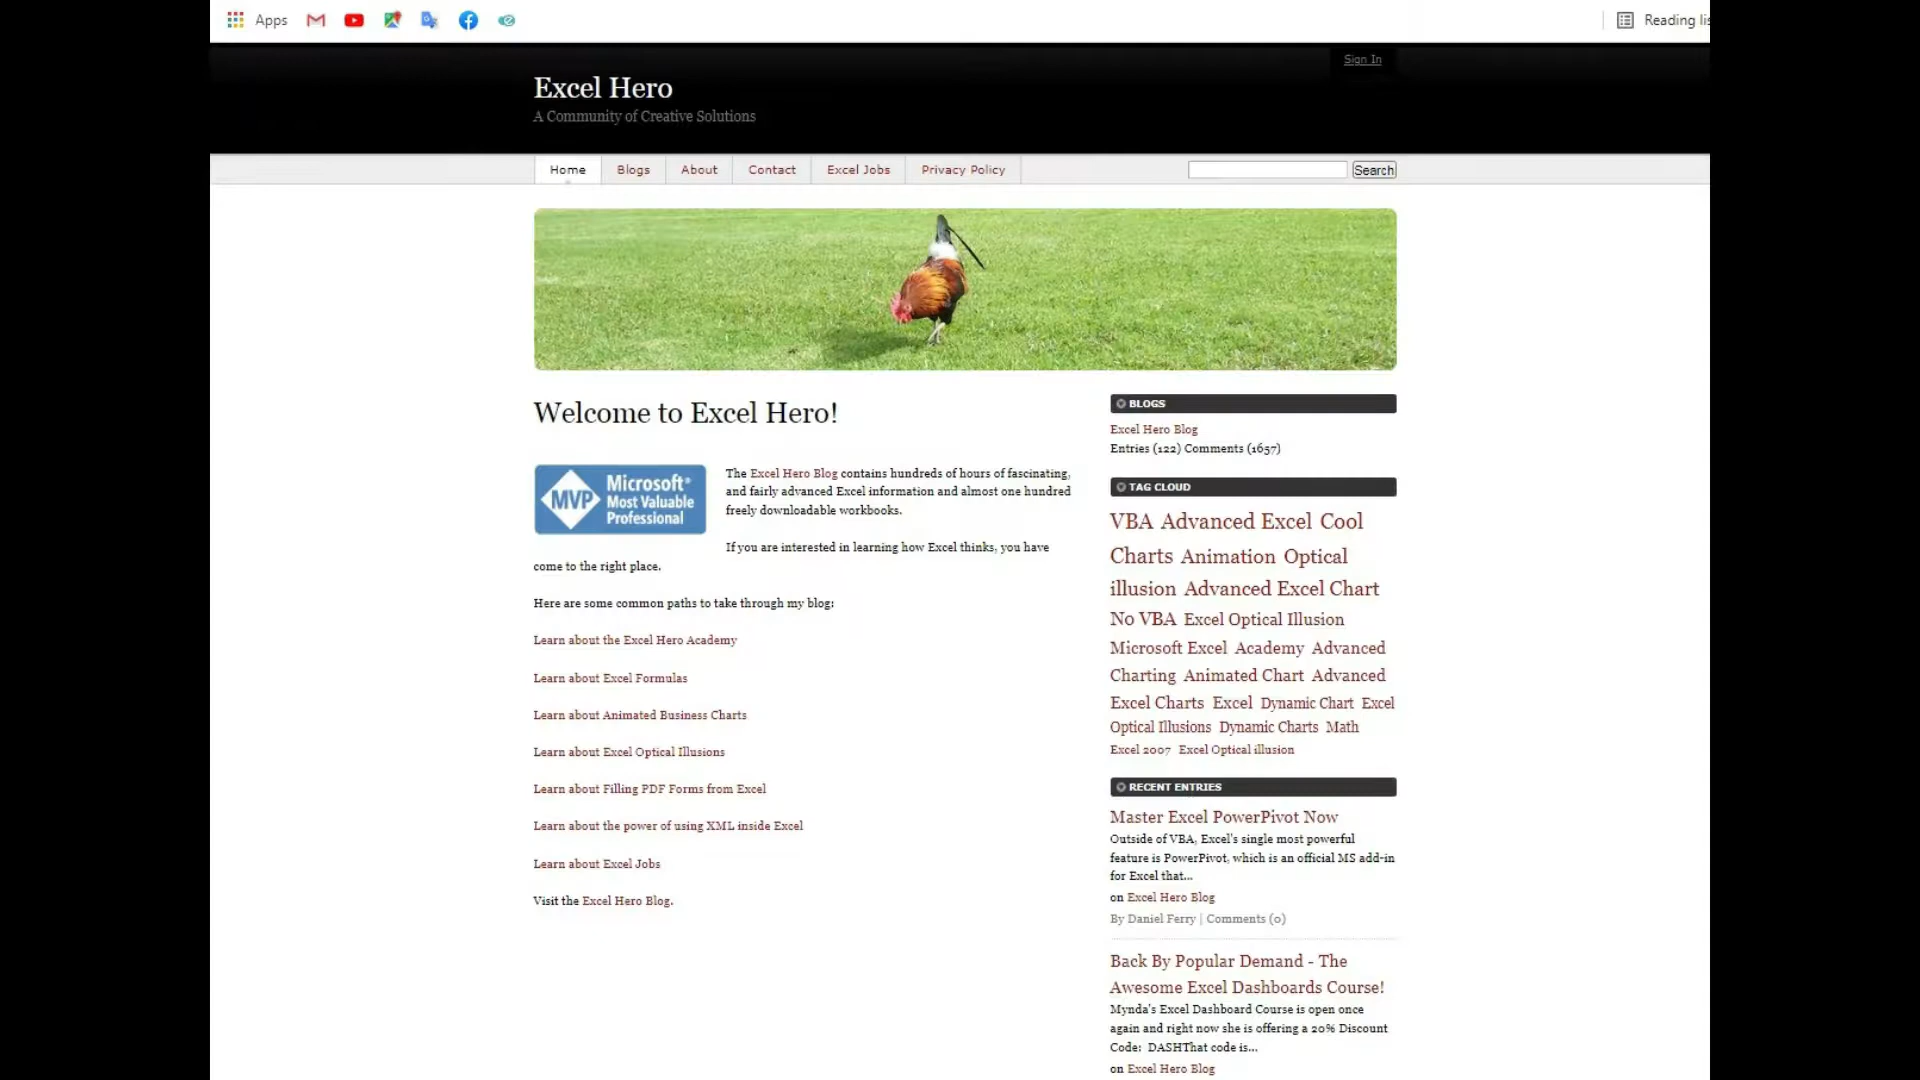 Apps
Reading lis
Sign In
Excel Hero
A Community of Creative Solutions
Home Blogs About Contact Excel Jobs Privacy Policy Search
Welcome to Excel Hero!
MVP Microsoft® Most Valuable Professional
The Excel Hero Blog contains hundreds of hours of fascinating,
and fairly advanced Excel information and almost one hundred
freely downloadable workbooks.
If you are interested in learning how Excel thinks, you have
come to the right place.
Here are some common paths to take through my blog:
Learn about the Excel Hero Academy
Learn about Excel Formulas
Learn about Animated Business Charts
Learn about Excel Optical Illusions
Learn about Filling PDF Forms from Excel
Learn about the power of using XML inside Excel
Learn about Excel Jobs
Visit the Excel Hero Blog.
BLOGS
Excel Hero Blog
Entries (122) Comments (1657)
TAG CLOUD
VBA Advanced Excel Cool
Charts Animation Optical
illusion Advanced Excel Chart
No VBA Excel Optical Illusion
Microsoft Excel Academy Advanced
Charting Animated Chart Advanced
Excel Charts Excel Dynamic Chart Excel
Optical Illusions Dynamic Charts Math
Excel 2007 Excel Optical illusion
RECENT ENTRIES
Master Excel PowerPivot Now
Outside of VBA, Excel's single most powerful
feature is PowerPivot, which is an official MS add-in
for Excel that...
on Excel Hero Blog
By Daniel Ferry | Comments (0)
Back By Popular Demand - The
Awesome Excel Dashboards Course!
Mynda's Excel Dashboard Course is open once
again and right now she is offering a 20% Discount
Code: DASHThat code is...
on Excel Hero Blog